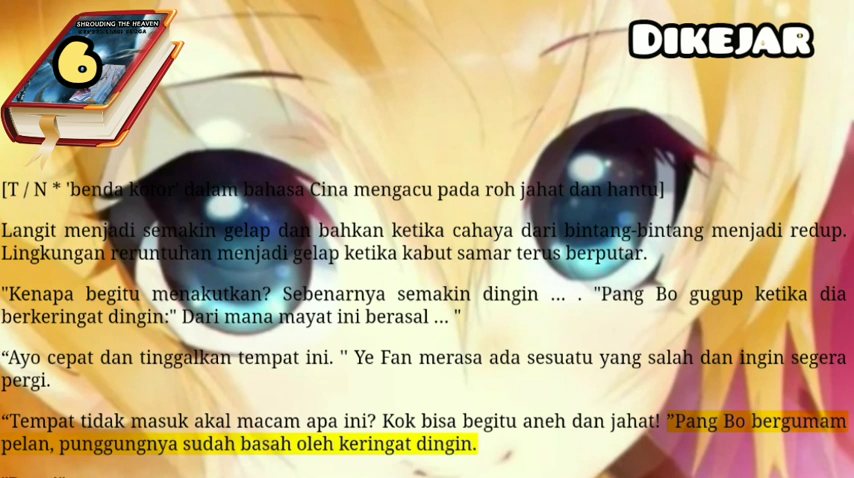 SHROUDING THE HEAVEN
6
DIKEJAR
[T / N * 'benda kotor' dalam bahasa Cina mengacu pada roh jahat dan hantu]
Langit menjadi semakin gelap dan bahkan ketika cahaya dari bintang-bintang menjadi redup.
Lingkungan reruntuhan menjadi gelap ketika kabut samar terus berputar.
"Kenapa begitu menakutkan? Sebenarnya semakin dingin ... . "Pang Bo gugup ketika dia
berkeringat dingin:" Dari mana mayat ini berasal ... "
“Ayo cepat dan tinggalkan tempat ini. " Ye Fan merasa ada sesuatu yang salah dan ingin segera
pergi.
“Tempat tidak masuk akal macam apa ini? Kok bisa begitu aneh dan jahat! ”Pang Bo bergumam
pelan, punggungnya sudah basah oleh keringat dingin.